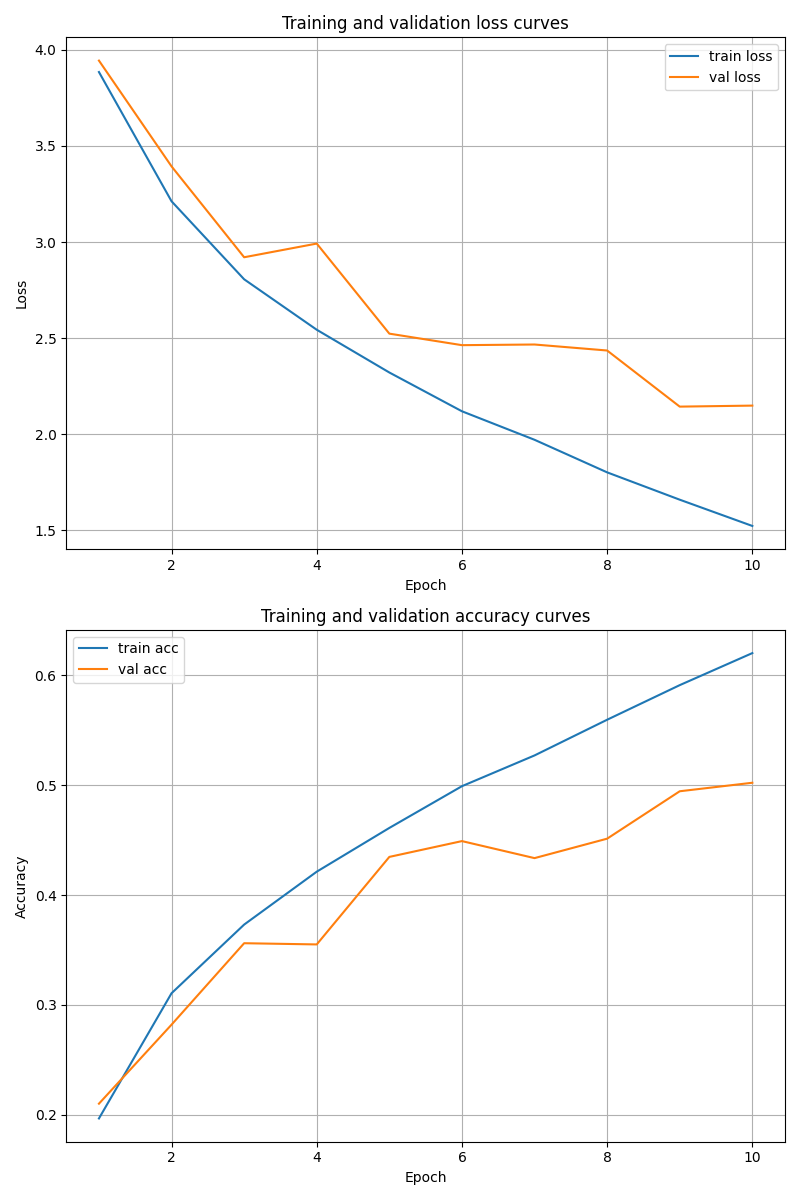 Training and validation loss curves
4.0
3.5
3.0
2.5
2.0
1.5
Loss
train loss
val loss
2 4 6 8 10
Epoch
Training and validation accuracy curves
train acc
val acc
0.6
0.5
0.4
0.3
0.2
Accuracy
2 4 6 8 10
Epoch